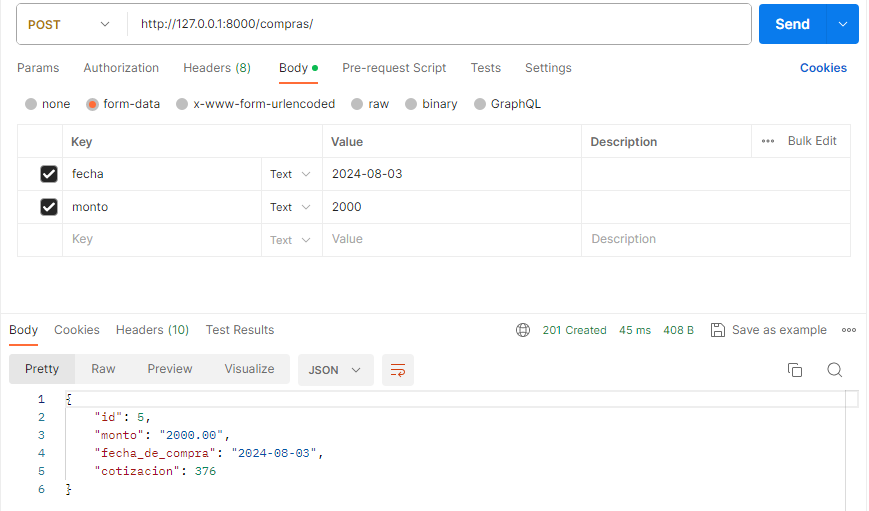 POST http://127.0.0.1:8000/compras/ Send
Params Authorization Headers (8) Body Pre-request Script Tests Settings Cookies
none form-data x-www-form-urlencoded raw binary GraphQL
Key Value Description Bulk Edit
fecha Text 2024-08-03
monto Text 2000
Key Text Value Description
Body Cookies Headers (10) Test Results 201 Created 45 ms 408 B Save as example
Pretty Raw Preview Visualize JSON
1 {
2 "id": 5,
3 "monto": "2000.00",
4 "fecha_de_compra": "2024-08-03",
5 "cotizacion": 376
6 }